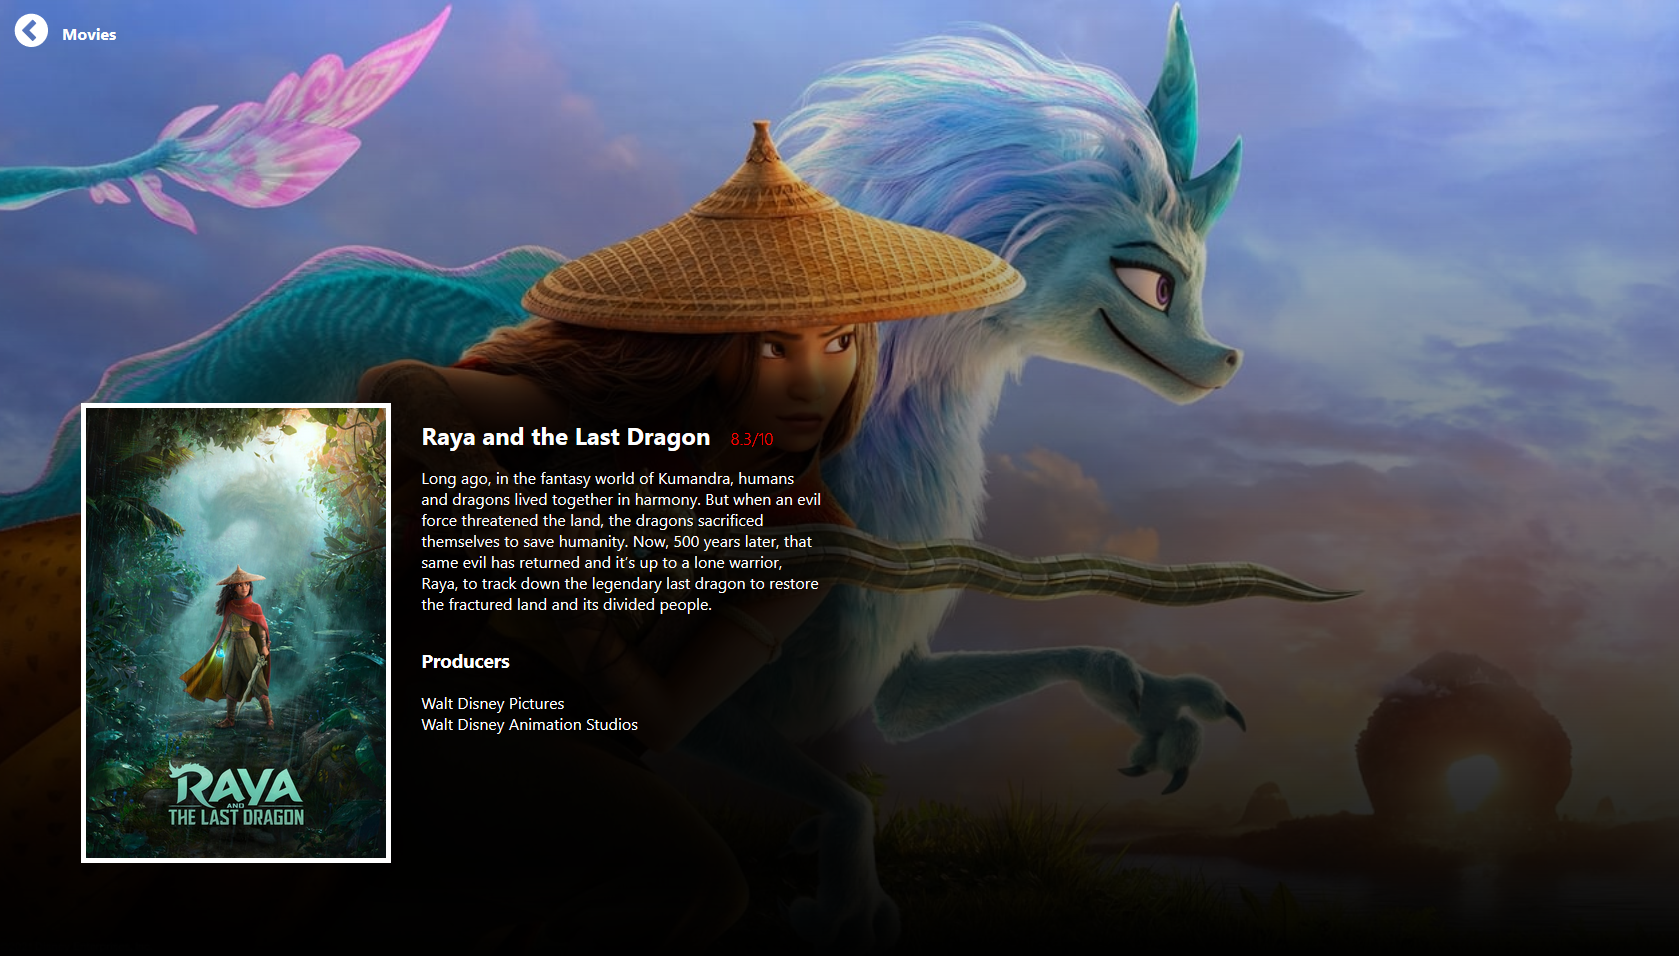 Movies
Raya and the Last Dragon 8.3/10
Long ago, in the fantasy world of Kumandra, humans
and dragons lived together in harmony. But when an evil
force threatened the land, the dragons sacrificed
themselves to save humanity. Now, 500 years later, that
same evil has returned and it’s up to a lone warrior,
Raya, to track down the legendary last dragon to restore
the fractured land and its divided people.
Producers
Walt Disney Pictures
Walt Disney Animation Studios
RAYA
AND
THE LAST DRAGON